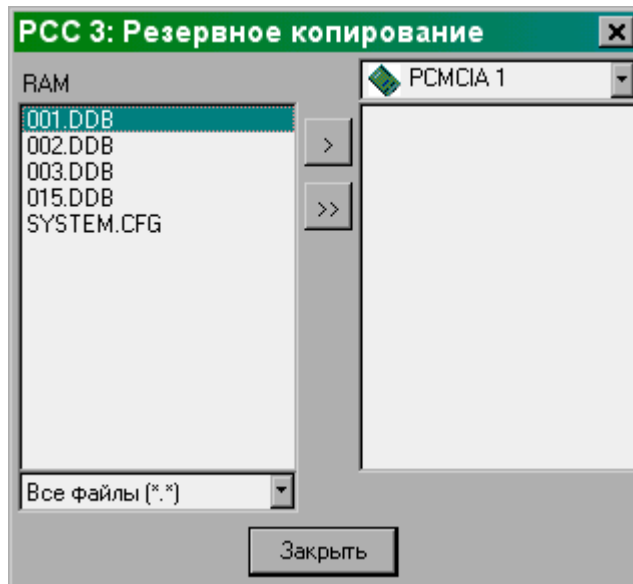 РСС 3: Резервное копирование
RAM
PCMCIA 1
001.DDB
002.DDB
003.DDB
015.DDB
SYSTEM.CFG
>
>>
Все файлы (*.*)
Закрыть